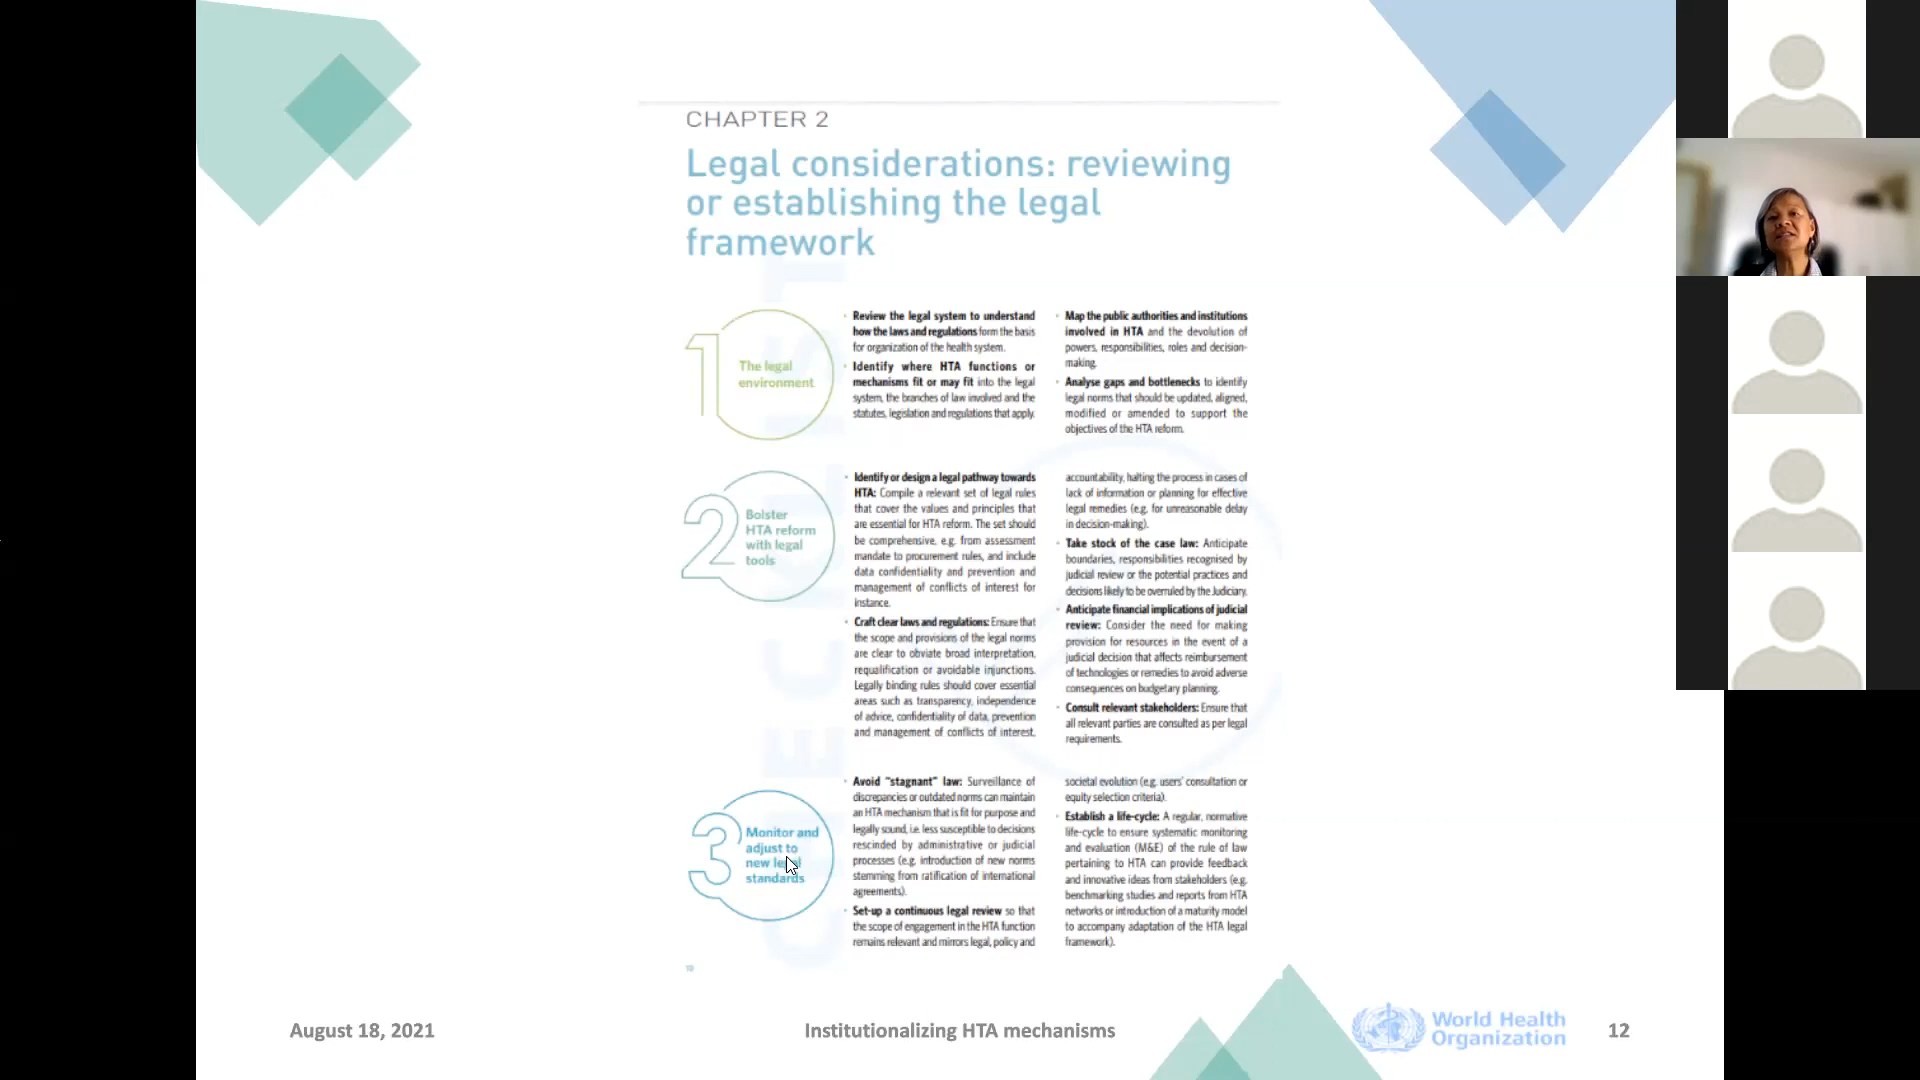 CHAPTER 2
Legal considerations: reviewing
or establishing the legal
framework
CHECKLIST
1
The legal
environment
• Review the legal system to understand
how the laws and regulations form the basis
for organization of the health system.
• Identify where HTA functions or
mechanisms fit or may fit into the legal
system, the branches of law involved and the
statutes, legislation and regulations that apply.
• Map the public authorities and institutions
involved in HTA and the devolution of
powers, responsibilities, roles and decision-
making.
• Analyse gaps and bottlenecks to identify
legal norms that should be updated, aligned,
modified or amended to support the
objectives of the HTA reform.
2
Bolster
HTA reform
with legal
tools
• Identify or design a legal pathway towards
HTA: Compile a relevant set of legal rules
that cover the values and principles that
are essential for HTA reform. The set should
be comprehensive, e.g. from assessment
mandate to procurement rules, and include
data confidentiality and prevention and
management of conflicts of interest for
instance.
• Craft clear laws and regulations: Ensure that
the scope and provisions of the legal norms
are clear to obviate broad interpretation,
requalification or avoidable injunctions.
Legally binding rules should cover essential
areas such as transparency, independence
of advice, confidentiality of data, prevention
and management of conflicts of interest,
accountability, halting the process in cases of
lack of information or planning for effective
legal remedies (e.g. for unreasonable delay
in decision-making).
• Take stock of the case law: Anticipate
boundaries, responsibilities recognised by
judicial review or the potential practices and
decisions likely to be overruled by the Judiciary.
• Anticipate financial implications of judicial
review: Consider the need for making
provision for resources in the event of a
judicial decision that affects reimbursement
of technologies or remedies to avoid adverse
consequences on budgetary planning.
• Consult relevant stakeholders: Ensure that
all relevant parties are consulted as per legal
requirements.
3
Monitor and
adjust to
new legal
standards
• Avoid "stagnant" law: Surveillance of
discrepancies or outdated norms can maintain
an HTA mechanism that is fit for purpose and
legally sound, i.e. less susceptible to decisions
rescinded by administrative or judicial
processes (e.g. introduction of new norms
stemming from ratification of international
agreements).
• Set-up a continuous legal review so that
the scope of engagement in the HTA function
remains relevant and mirrors legal, policy and
societal evolution (e.g. users' consultation or
equity selection criteria).
• Establish a life-cycle: A regular, normative
life-cycle to ensure systematic monitoring
and evaluation (M&E) of the rule of law
pertaining to HTA can provide feedback
and innovative ideas from stakeholders (e.g.
benchmarking studies and reports from HTA
networks or introduction of a maturity model
to accompany adaptation of the HTA legal
framework).
August 18, 2021
Institutionalizing HTA mechanisms
World Health
Organization
12